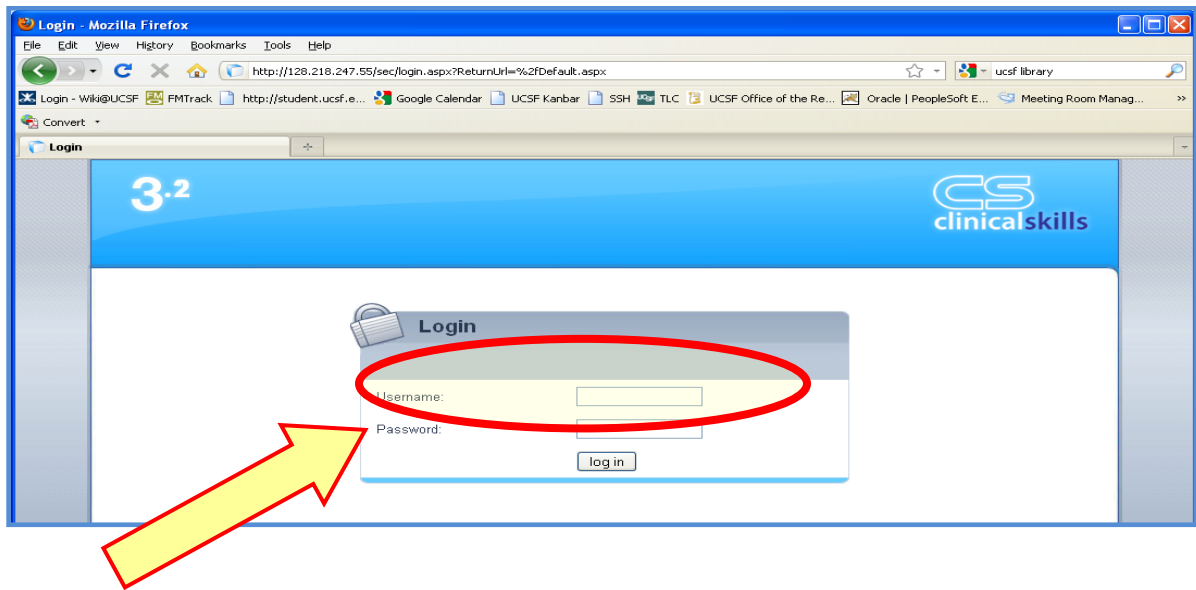 Login - Mozilla Firefox
File Edit View History Bookmarks Tools Help
http://128.218.247.55/sec/login.aspx?ReturnUrl=%2fDefault.aspx ucsf library
Login - Wiki@UCSF FMTrack http://student.ucsf.e... Google Calendar UCSF Kanbar SSH TLC UCSF Office of the Re... Oracle | PeopleSoft E... Meeting Room Manag... »
Convert
Login
3.2
CS
clinicalskills
Login
Username:
Password:
log in